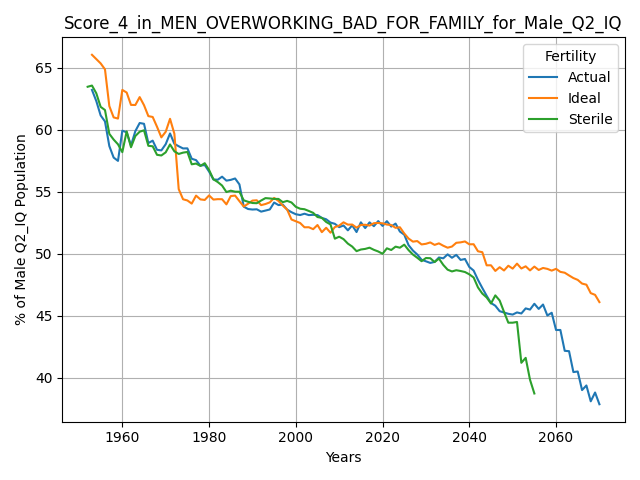 Score_4_in_MEN_OVERWORKING_BAD_FOR_FAMILY_for_Male_Q2_IQ
Fertility
Actual
Ideal
Sterile
% of Male Q2_IQ Population
65
60
55
50
45
40
1960
1980
2000
2020
2040
2060
Years